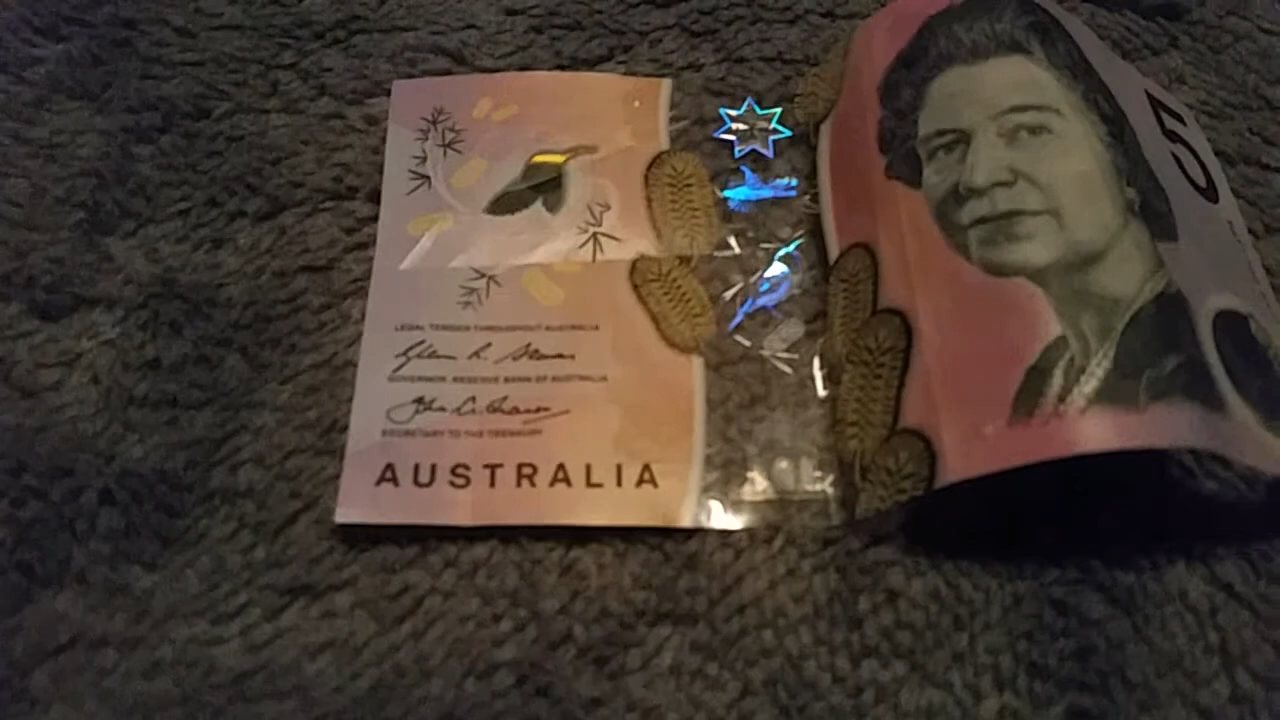 5
LEGAL TENDER THROUGHOUT AUSTRALIA
GOVERNOR, RESERVE BANK OF AUSTRALIA
SECRETARY TO THE TREASURY
AUSTRALIA